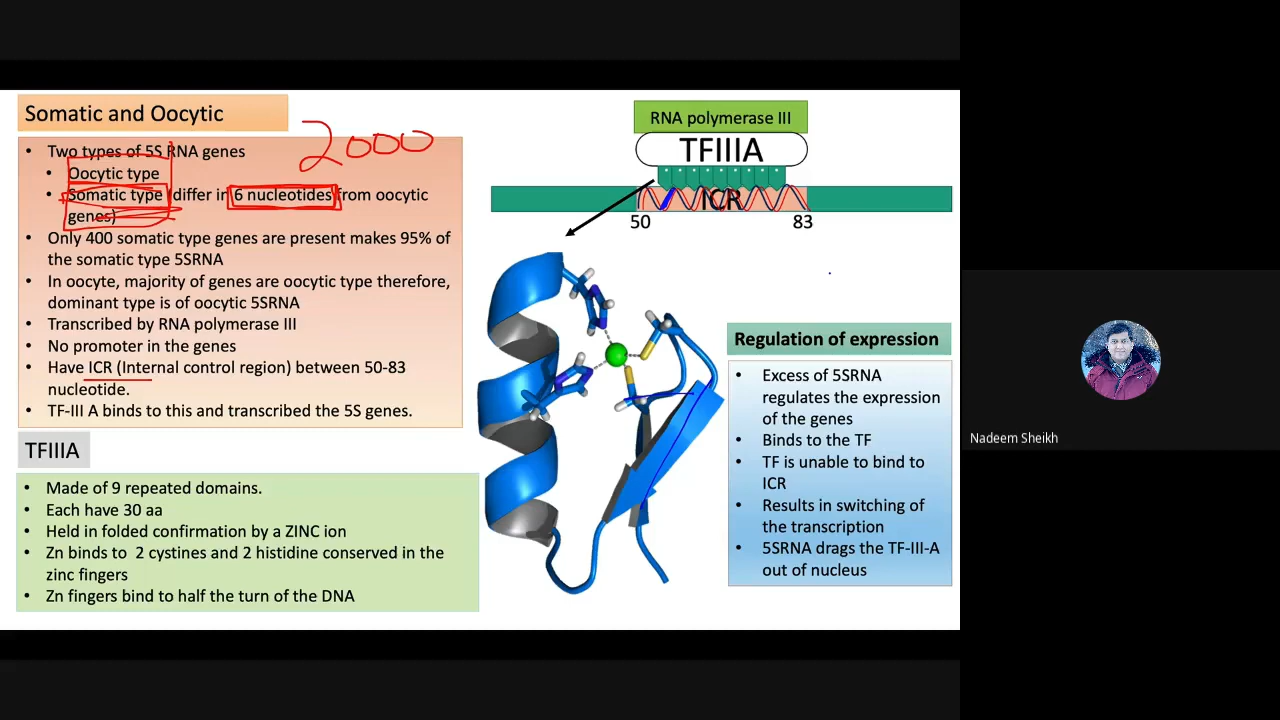 Somatic and Oocytic
2000
• Two types of 5S RNA genes
• Oocytic type
• Somatic type (differ in 6 nucleotides from oocytic
genes)
• Only 400 somatic type genes are present makes 95% of
the somatic type 5SRNA
• In oocyte, majority of genes are oocytic type therefore,
dominant type is of oocytic 5SRNA
• Transcribed by RNA polymerase III
• No promoter in the genes
• Have ICR (Internal control region) between 50-83
nucleotide.
• TF-III A binds to this and transcribed the 5S genes.
TFIIIA
• Made of 9 repeated domains.
• Each have 30 aa
• Held in folded confirmation by a ZINC ion
• Zn binds to 2 cystines and 2 histidine conserved in the
zinc fingers
• Zn fingers bind to half the turn of the DNA
RNA polymerase III
TFIIIA
ICR
50 83
Regulation of expression
• Excess of 5SRNA
regulates the expression
of the genes
• Binds to the TF
• TF is unable to bind to
ICR
• Results in switching of
the transcription
• 5SRNA drags the TF-III-A
out of nucleus
Nadeem Sheikh